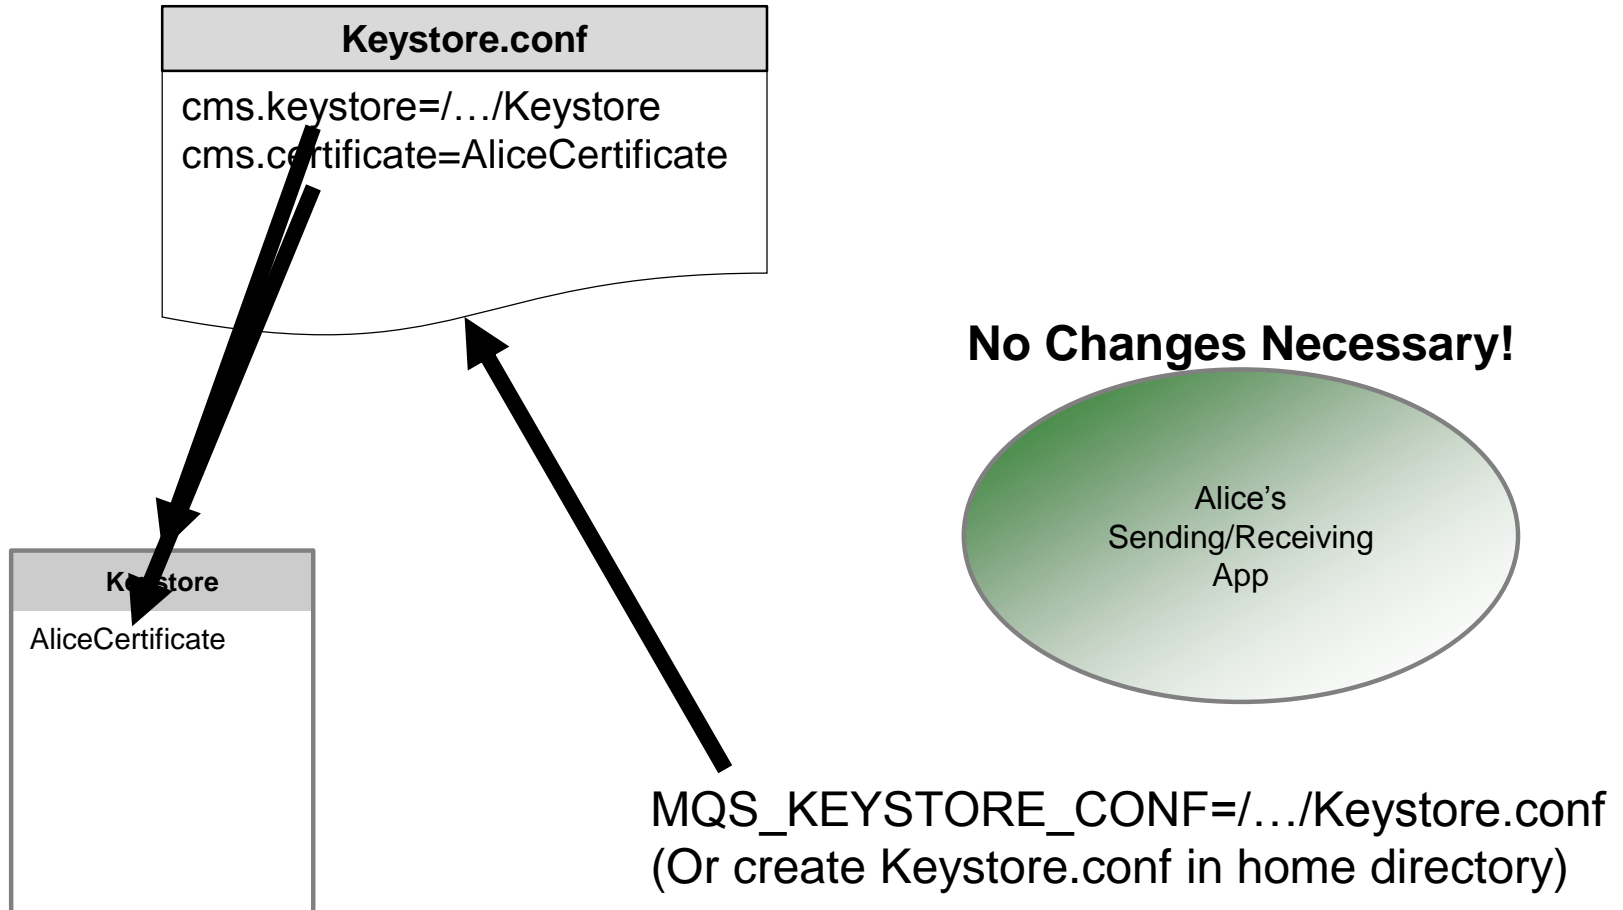 Keystore.conf
cms.keystore=/…/Keystore
cms.certificate=AliceCertificate
No Changes Necessary!
Alice’s
Sending/Receiving
App
Keystore
AliceCertificate
MQS_KEYSTORE_CONF=/…/Keystore.conf
(Or create Keystore.conf in home directory)